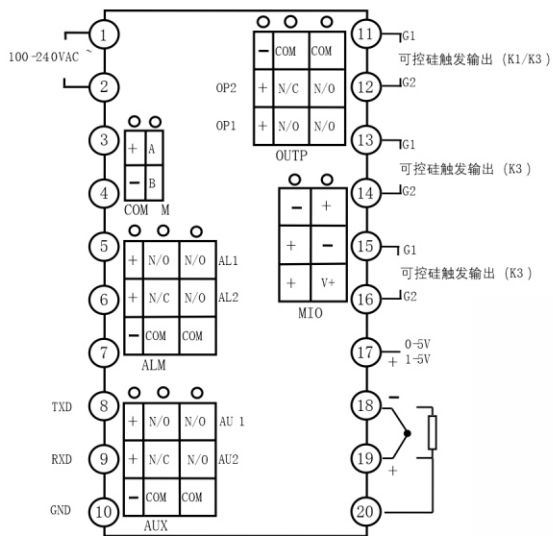 1
100-240VAC ~
2
3
+ A
4
- B
COM M
5
+ N/O N/O AL1
6
+ N/C N/O AL2
7
- COM COM
ALM
TXD 8
+ N/O N/O AU 1
RXD 9
+ N/C N/O AU2
GND 10
- COM COM
AUX
- COM COM
OP2 + N/C N/O
OP1 + N/O N/O
OUTP
- +
+ -
+ V+
MIO
11 G1
可控硅触发输出 (K1/K3)
12 G2
13 G1
可控硅触发输出 (K3)
14 G2
15 G1
可控硅触发输出 (K3)
16 G2
17 0-5V
+ 1-5V
18 -
19 +
20